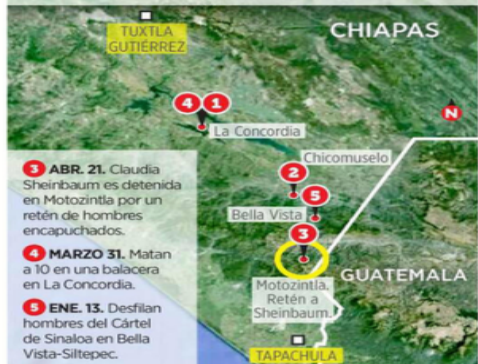 TUXTLA
GUTIÉRREZ
CHIAPAS
4 1
La Concordia
N
Chicomuselo
2
5
Bella Vista
3
Motozintla.
Retén a
Sheinbaum.
GUATEMALA
TAPACHULA
3 ABR. 21. Claudia
Sheinbaum es detenida
en Motozintla por un
retén de hombres
encapuchados.
4 MARZO 31. Matan
a 10 en una balacera
en La Concordia.
5 ENE. 13. Desfilan
hombres del Cártel
de Sinaloa en Bella
Vista-Siltepec.